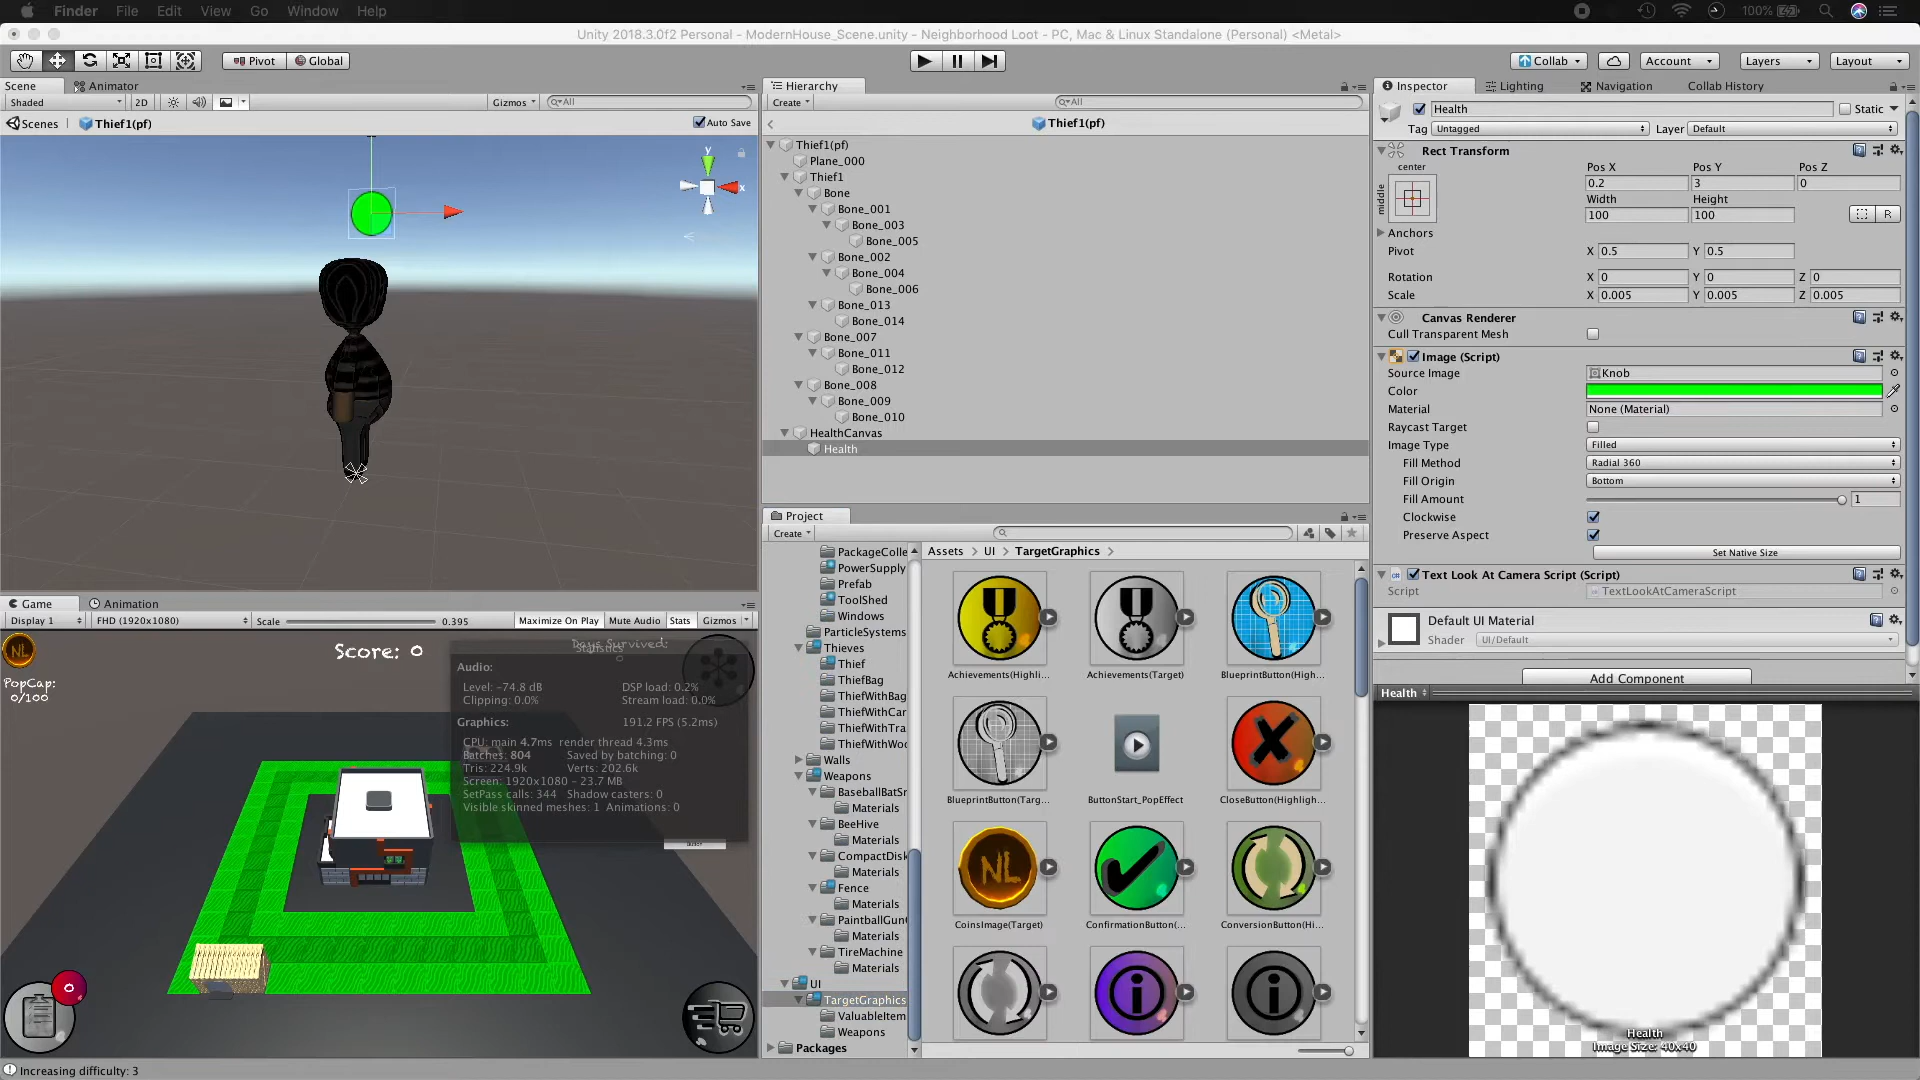 Finder File Edit View Go Window Help
100%
Unity 2018.3.0f2 Personal - ModernHouse_Scene.unity - Neighborhood Loot - PC, Mac & Linux Standalone (Personal) <Metal>
Pivot Global
Collab Account Layers Layout
Scene Animator
Shaded 2D Gizmos All
Scenes Thief1(pf) Auto Save
y
x
Hierarchy
Create All
Thief1(pf)
Thief1(pf)
Plane_000
Thief1
Bone
Bone_001
Bone_003
Bone_005
Bone_002
Bone_004
Bone_006
Bone_013
Bone_014
Bone_007
Bone_011
Bone_012
Bone_008
Bone_009
Bone_010
HealthCanvas
Health
Inspector Lighting Navigation Collab History
Health Static
Tag Untagged Layer Default
Rect Transform
center Pos X Pos Y Pos Z
middle 0.2 3 0
Width Height
100 100 R
Anchors
Pivot X 0.5 Y 0.5
Rotation X 0 Y 0 Z 0
Scale X 0.005 Y 0.005 Z 0.005
Canvas Renderer
Cull Transparent Mesh
Image (Script)
Source Image Knob
Color
Material None (Material)
Raycast Target
Image Type Filled
Fill Method Radial 360
Fill Origin Bottom
Fill Amount 1
Clockwise
Preserve Aspect
Set Native Size
Text Look At Camera Script (Script)
Script TextLookAtCameraScript
Default UI Material
Shader UI/Default
Add Component
Health
Health
Image Size: 40x40
Game Animation
Display 1 FHD (1920x1080) Scale 0.395 Maximize On Play Mute Audio Stats Gizmos
NL
Score: 0
Days Survived:
0
PopCap:
0/100
Statistics
Audio:
Level: -74.8 dB DSP load: 0.2%
Clipping: 0.0% Stream load: 0.0%
Graphics: 191.2 FPS (5.2ms)
CPU: main 4.7ms render thread 4.3ms
Batches: 804 Saved by batching: 0
Tris: 224.9k Verts: 202.6k
Screen: 1920x1080 - 23.7 MB
SetPass calls: 344 Shadow casters: 0
Visible skinned meshes: 1 Animations: 0
Button
0
Project
Create
PackageColle
PowerSupply
Prefab
ToolShed
Windows
ParticleSystems
Thieves
Thief
ThiefBag
ThiefWithBag
ThiefWithCar
ThiefWithTra
ThiefWithWoo
Walls
Weapons
BaseballBatSr
Materials
BeeHive
Materials
CompactDisk
Materials
Fence
Materials
PaintballGun
Materials
TireMachine
Materials
UI
TargetGraphics
ValuableItem
Weapons
Packages
Assets UI TargetGraphics
Achievements(Highli...
Achievements(Target)
BlueprintButton(High...
BlueprintButton(Targ...
ButtonStart_PopEffect
CloseButton(Highligh...
NL
CoinsImage(Target)
ConfirmationButton(...
ConversionButton(Hi...
Increasing difficulty: 3